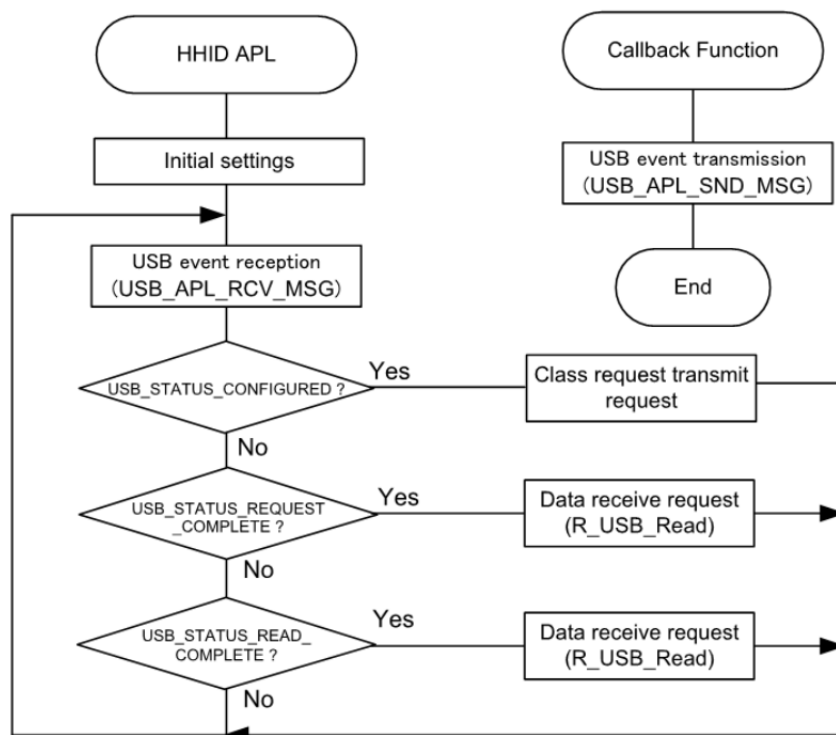 HHID APL
Initial settings
USB event reception
(USB_APL_RCV_MSG)
USB_STATUS_CONFIGURED ?
Yes
Class request transmit
request
No
USB_STATUS_REQUEST
_COMPLETE ?
Yes
Data receive request
(R_USB_Read)
No
USB_STATUS_READ_
COMPLETE ?
Yes
Data receive request
(R_USB_Read)
No
Callback Function
USB event transmission
(USB_APL_SND_MSG)
End